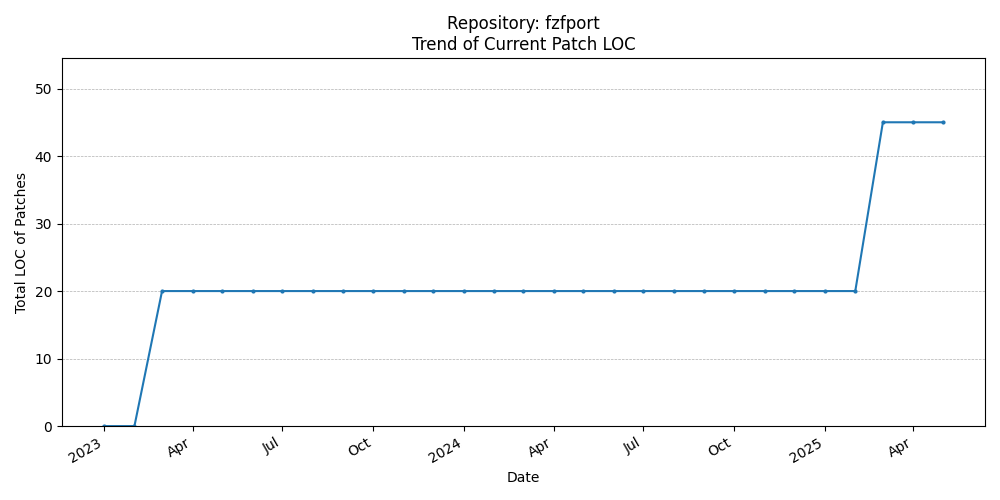 Repository: fzfport
Trend of Current Patch LOC
Total LOC of Patches
50
40
30
20
10
0
2023
Apr
Jul
Oct
2024
Apr
Jul
Oct
2025
Apr
Date